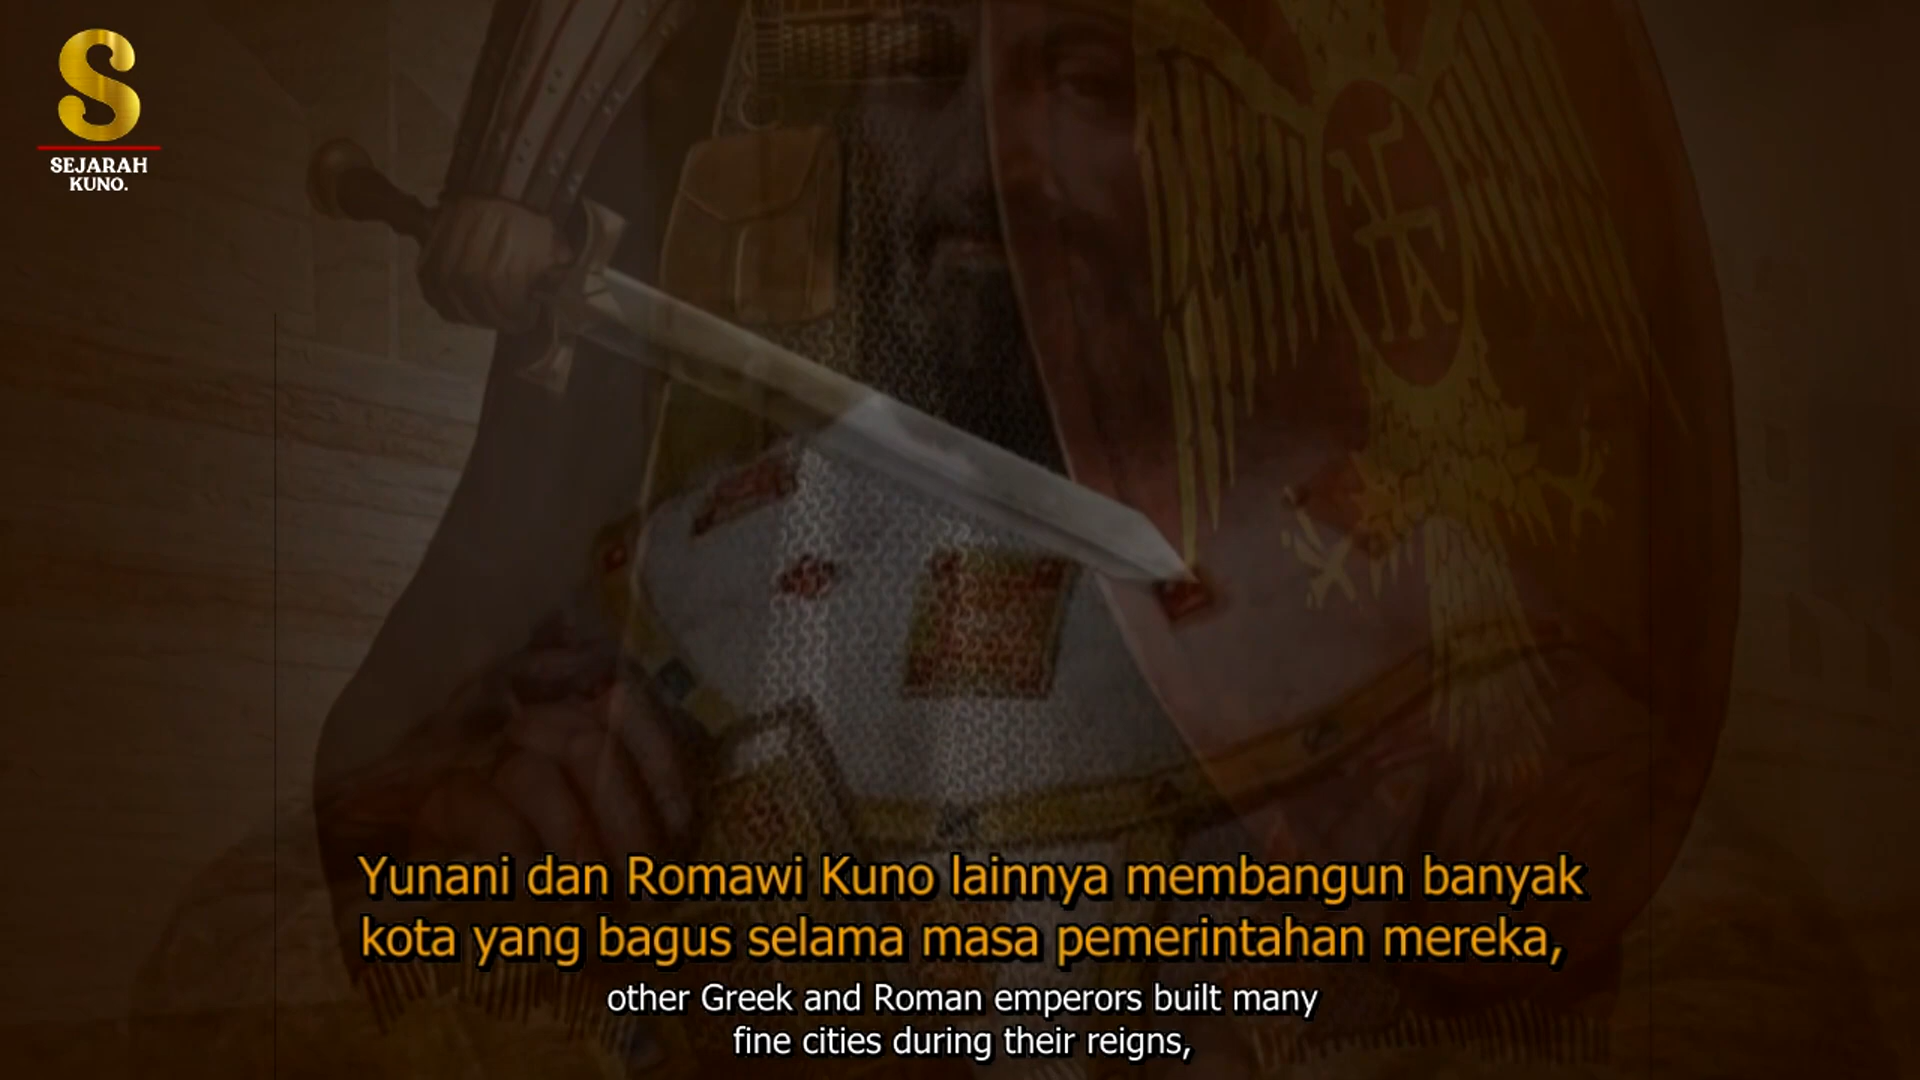 S
SEJARAH
KUNO.
Yunani dan Romawi Kuno lainnya membangun banyak
kota yang bagus selama masa pemerintahan mereka,
other Greek and Roman emperors built many
fine cities during their reigns,